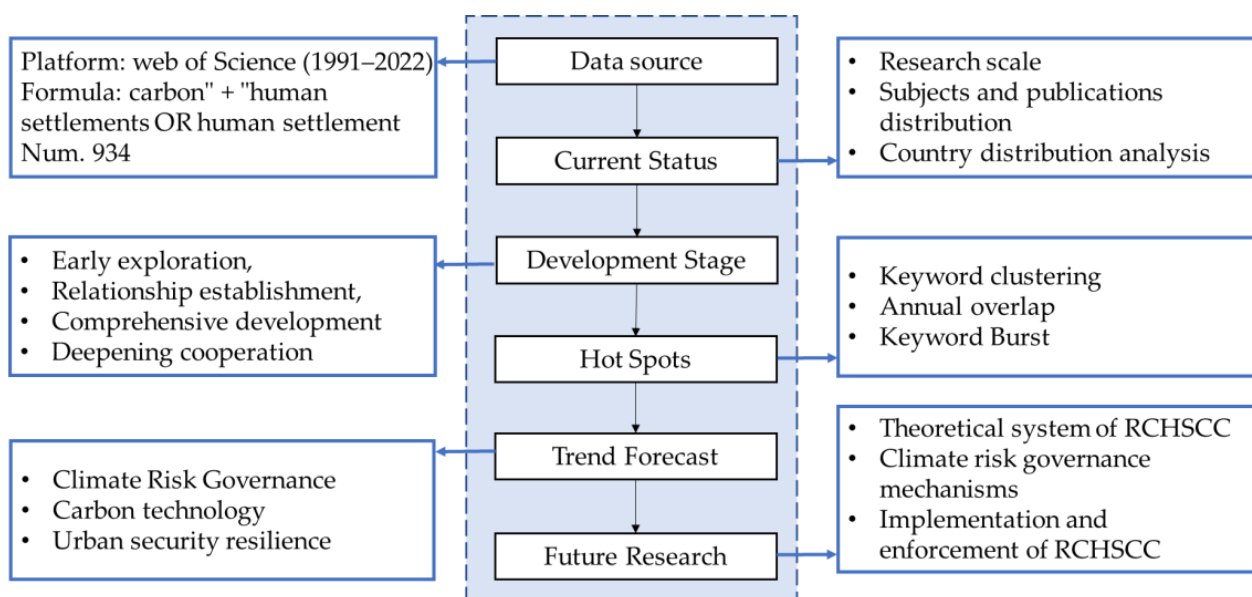 Platform: web of Science (1991–2022)
Formula: carbon" + "human
settlements OR human settlement
Num. 934
Data source
• Research scale
• Subjects and publications
distribution
• Country distribution analysis
Current Status
• Early exploration,
• Relationship establishment,
• Comprehensive development
• Deepening cooperation
Development Stage
• Keyword clustering
• Annual overlap
• Keyword Burst
Hot Spots
• Climate Risk Governance
• Carbon technology
• Urban security resilience
Trend Forecast
• Theoretical system of RCHSCC
• Climate risk governance
mechanisms
• Implementation and
enforcement of RCHSCC
Future Research